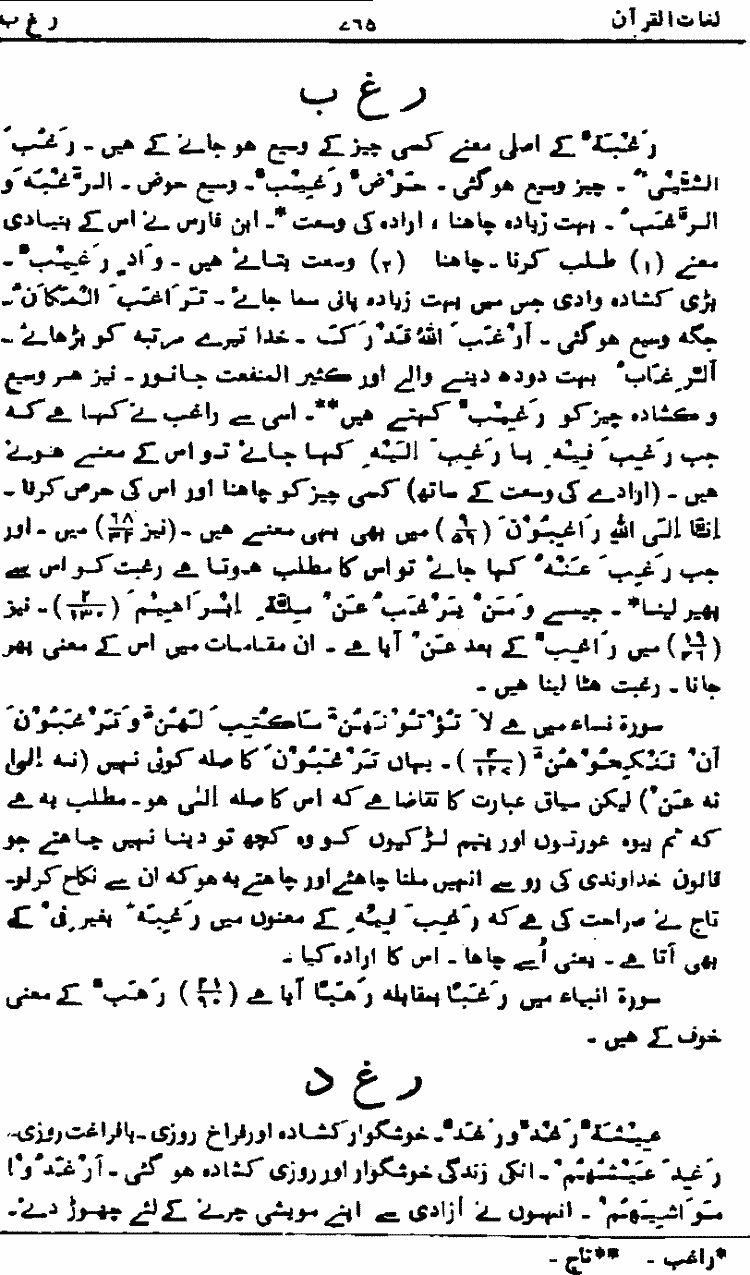 لغات القرآن ۷۶۵ ر غ ب
ر غ ب
رَغْبَةٌ کے اصلی معنے کسی چیز کے وسیع ہو جانے کے ہیں ۔ رَغُبَ
الشَّیْیُٔ ۔ چیز وسیع ہو گئی ۔ حَوْضٌ رَغِیْبٌ ۔ وسیع حوض ۔ الرَّغْبَهُ و
الرَّغَبُ ۔ بہت زیادہ چاہنا ، ارادہ کی وسعت *۔ ابن فارس نے اس کے بنیادی
معنے (۱) طلب کرنا ۔ چاہنا (۲) وسعت بتائے ہیں ۔ وَادٍ رَغِیْبٌ ۔
بڑی کشادہ وادی جس میں بہت زیادہ پانی سما جائے ۔ تَرَاغَبَ الْمَکَانُ ۔
جگہ وسیع ہو گئی ۔ اَرْغَبَ اللهُ قَدْرَکَ ۔ خدا تیرے مرتبہ کو بڑھائے ۔
اَلرِّغَابُ بہت دودھ دینے والے اور کثیر المنفعت جانور ۔ نیز ہر وسیع
و کشادہ چیز کو رَغِیْبٌ کہتے ہیں**۔ اسی سے راغب نے کہا ہے کہ
جب رَغِبَ فِیْهِ یا رَغِبَ اِلَیْهِ کہا جائے تو اس کے معنے ہوتے
ہیں ۔ (ارادے کی وسعت کے ساتھ) کسی چیز کو چاہنا اور اس کی حرص کرنا ۔
اِنَّا اِلَی اللهِ رَاغِبُوْنَ (۹/۵۹) میں بھی یہی معنے ہیں ۔ (نیز ۶۸/۳۲) میں ۔ اور
جب رَغِبَ عَنْهُ کہا جائے تو اس کا مطلب ہوتا ہے رغبت کو اس سے
پھیر لینا* ۔ جیسے وَمَنْ یَرْغَبُ عَنْ مِلَّةِ اِبْرَاهِیْمَ (۲/۱۳۰) ۔ نیز
(۱۹/۴۶) میں رَاغِبٌ کے بعد عَنْ آیا ہے ۔ ان مقامات میں اس کے معنی پھر
جانا ۔ رغبت ہٹا لینا ہیں ۔
سورۃ نساء میں ہے لَا تُؤْتُوْنَهُنَّ مَاکُتِبَ لَهُنَّ وَتَرْغَبُوْنَ
اَنْ تَنْکِحُوْهُنَّ (۴/۱۲۷) ۔ یہاں تَرْغَبُوْنَ کا صلہ کوئی نہیں (نہ اِلیٰ
نہ عَنْ) لیکن سیاق عبارت کا تقاضا ہے کہ اس کا صلہ اِلیٰ ہو ۔ مطلب یہ ہے
کہ تم بیوہ عورتوں اور یتیم لڑکیوں کو وہ کچھ تو دینا نہیں چاہتے جو
قانون خداوندی کی رو سے انہیں ملنا چاہئے اور چاہتے یہ ہو کہ ان سے نکاح کر لو ۔
تاج نے صراحت کی ہے کہ رَغِبَ فِیْهِ کے معنوں میں رَغِبَهُ بغیر فِیْ کے
بھی آتا ہے ۔ یعنی اُسے چاہا ۔ اس کا ارادہ کیا ۔
سورۃ انبیاء میں رَغَبًا بمقابلہ رَهَبًا آیا ہے (۲۱/۹۰) رَهَبٌ کے معنی
خوف کے ہیں ۔
ر غ د
عِیْشَةٌ رَغْدٌ و رَغَدٌ ۔ خوشگوار کشادہ اور فراخ روزی ۔ با فراغت روزی ۔
رَغِدَ عَیْشُهُمْ ۔ انکی زندگی خوشگوار اور روزی کشادہ ہو گئی ۔ اَرْغَدُوْا
مَوَاشِیَهُمْ ۔ انہوں نے آزادی سے اپنے مویشی چرنے کے لئے چھوڑ دئے ۔
*راغب ۔ **تاج ۔